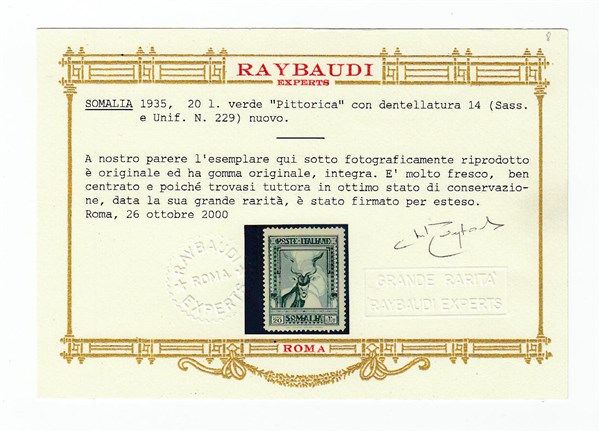 8
RAYBAUDI
EXPERTS
SOMALIA 1935, 20 l. verde "Pittorica" con dentellatura 14 (Sass.
e Unif. N. 229) nuovo.
A nostro parere l'esemplare qui sotto fotograficamente riprodotto
è originale ed ha gomma originale, integra. E' molto fresco, ben
centrato e poiché trovasi tuttora in ottimo stato di conservazio-
ne, data la sua grande rarità, è stato firmato per esteso.
Roma, 26 ottobre 2000
RAYBAUDI
ROMA
EXPERTS
POSTE·ITALIANE
20 SOMALIA
GRANDE RARITA'
RAYBAUDI EXPERTS
ROMA